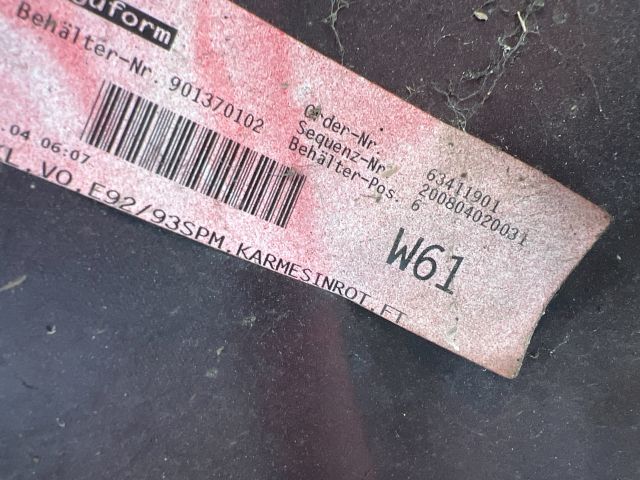 uform
Behälter-Nr. 901370102
Order-Nr. 63411901
Sequenz-Nr. 200804020031
Behälter-Pos. 6
.04 06:07
W61
L.VO.E92/93SPM.KARMESINROT.FT